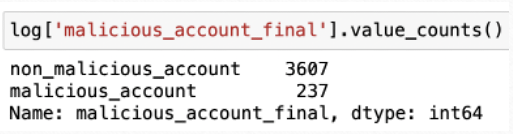 log['malicious_account_final'].value_counts()
non_malicious_account    3607
malicious_account         237
Name: malicious_account_final, dtype: int64